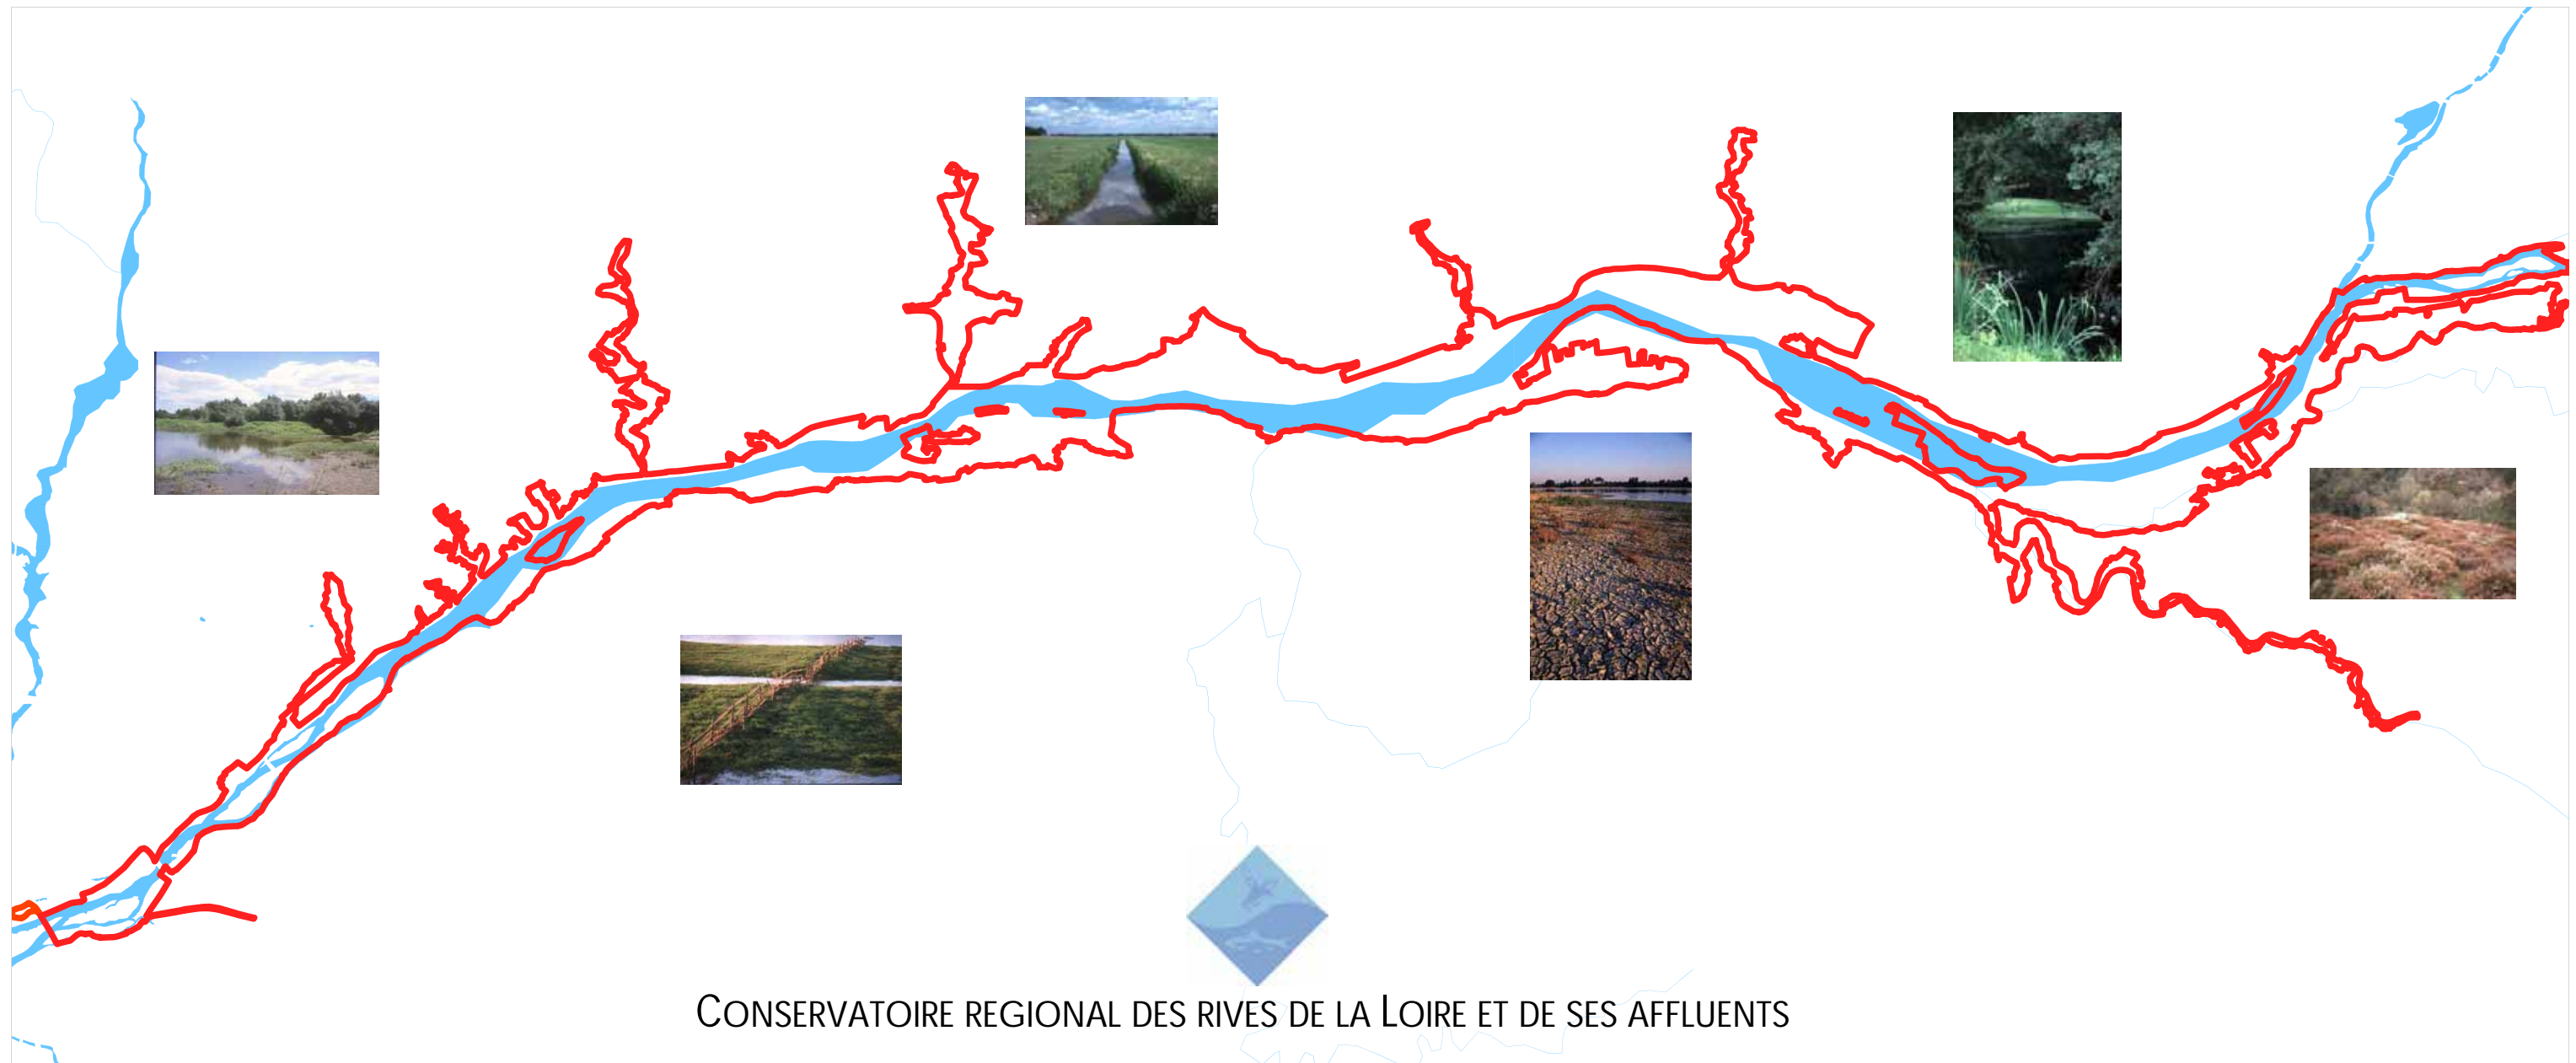 CONSERVATOIRE REGIONAL DES RIVES DE LA LOIRE ET DE SES AFFLUENTS